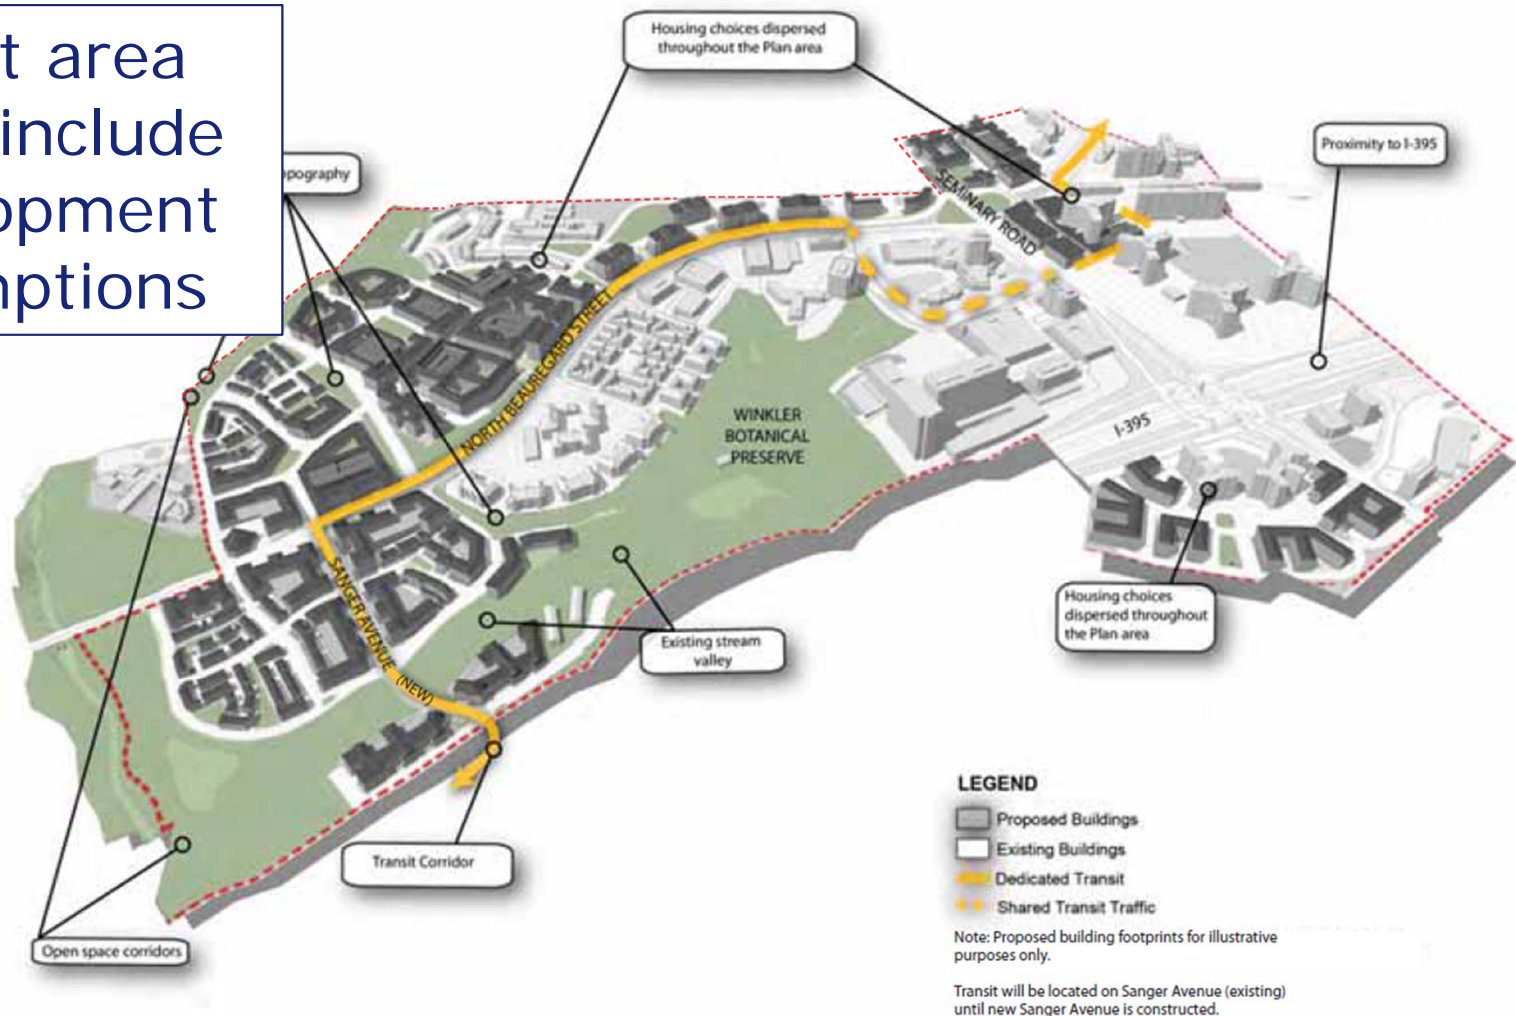 t area
include
opment
nptions
Housing choices dispersed
throughout the Plan area
Proximity to I-395
opography
SEMINARY ROAD
NORTH BEAUREGARD STREET
WINKLER
BOTANICAL
PRESERVE
I-395
SANGER AVENUE (NEW)
Housing choices
dispersed throughout
the Plan area
Existing stream
valley
Transit Corridor
Open space corridors
LEGEND
Proposed Buildings
Existing Buildings
Dedicated Transit
Shared Transit Traffic
Note: Proposed building footprints for illustrative
purposes only.
Transit will be located on Sanger Avenue (existing)
until new Sanger Avenue is constructed.